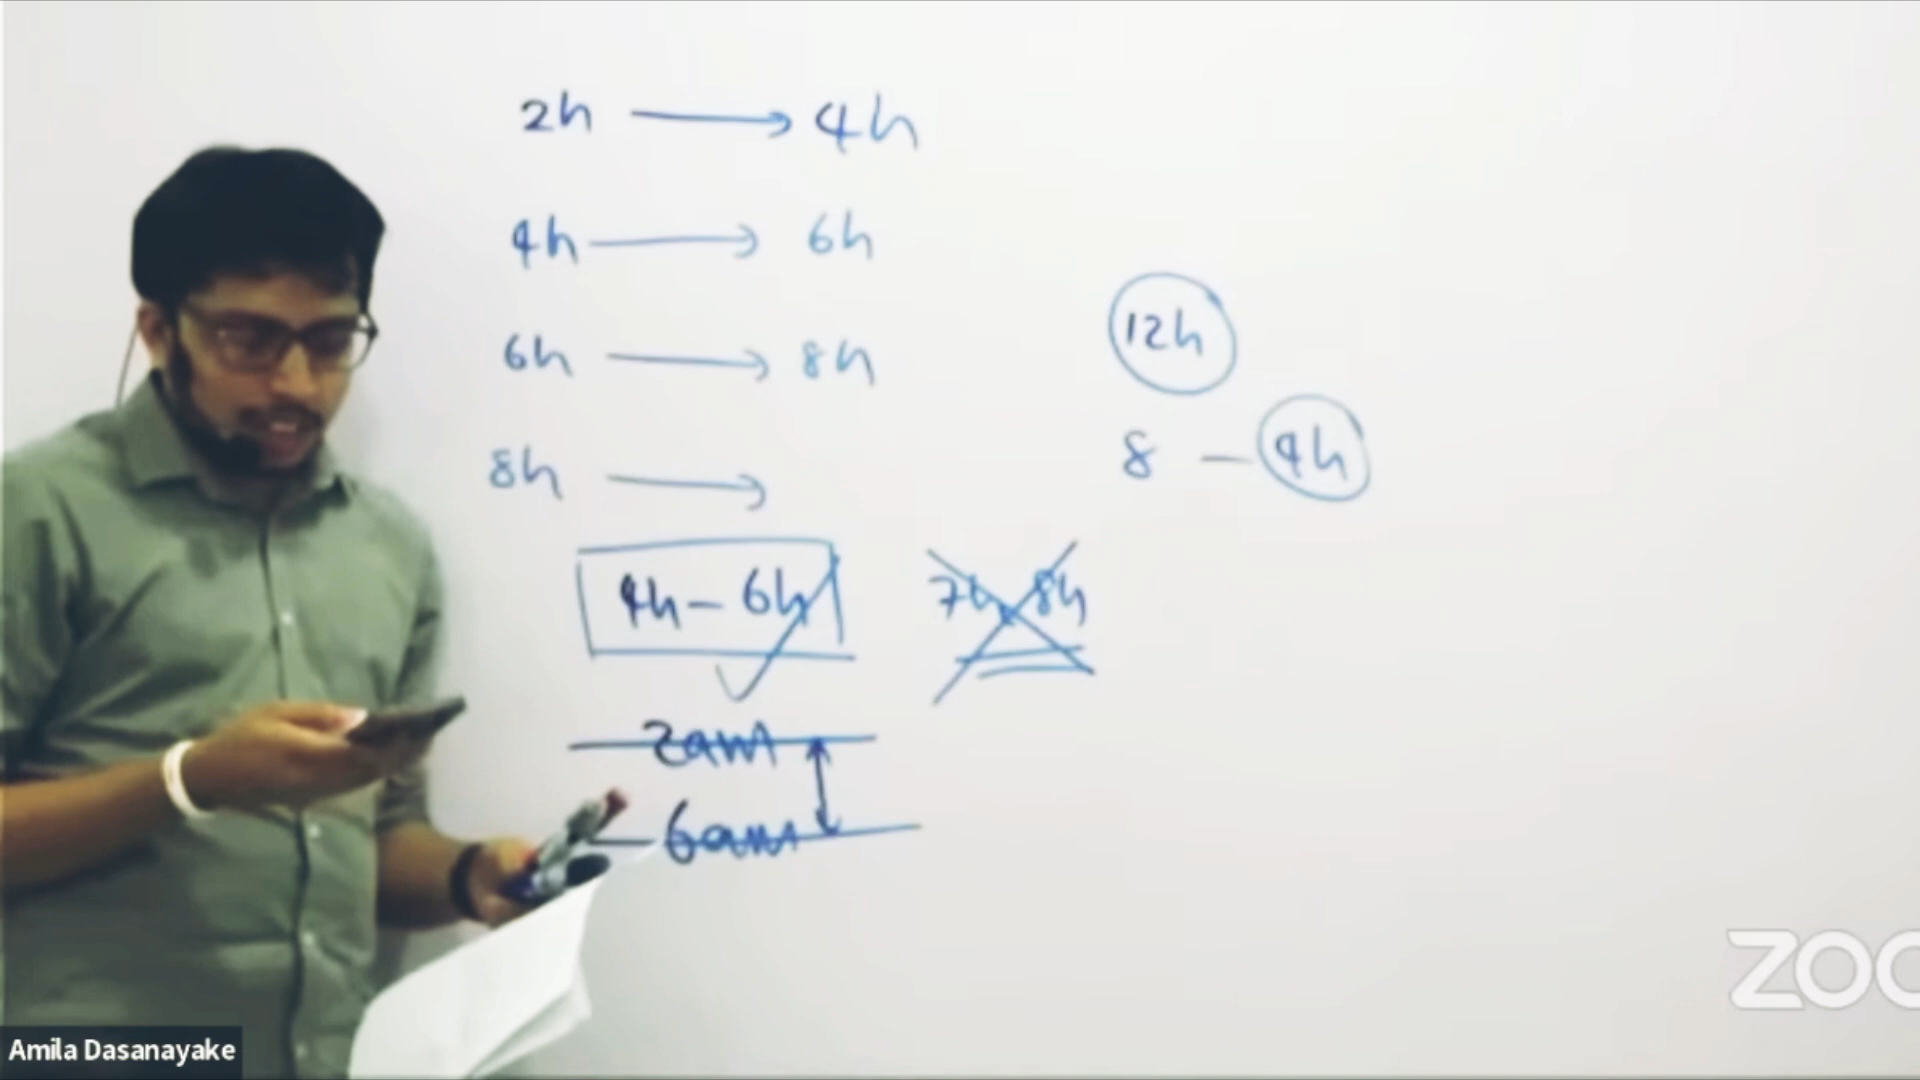 2h → 4h
4h → 6h
6h → 8h
8h →
12h
8 — 4h
4h – 6h
7h 8h
2am
6am
Amila Dasanayake
ZOO